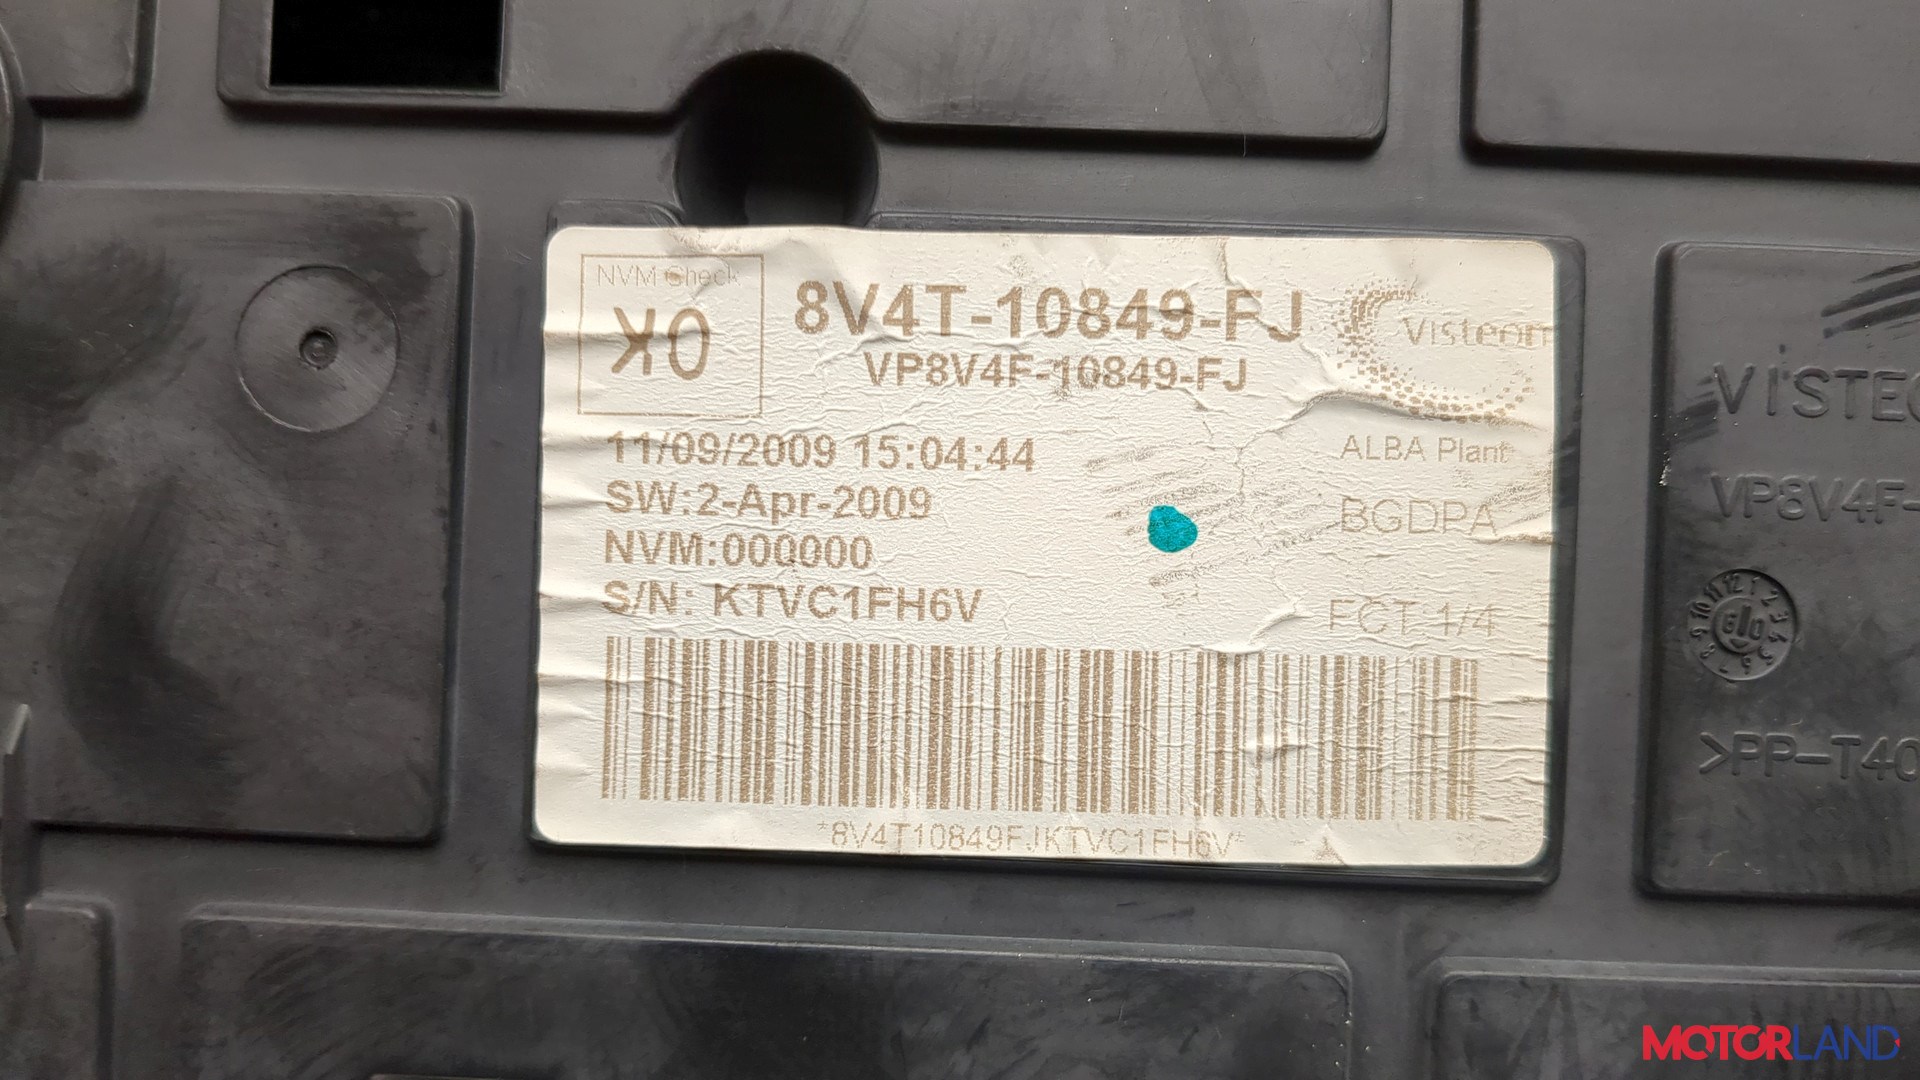 NVM Check
OK
8V4T-10849-FJ
VP8V4F-10849-FJ
Visteon
11/09/2009 15:04:44
ALBA Plant
SW:2-Apr-2009
BGDPA
NVM:000000
S/N: KTVC1FH6V
FCT 1/4
*8V4T10849FJKTVC1FH6V*
VISTEO
VP8V4F-
>PP-T40
MOTORLAND